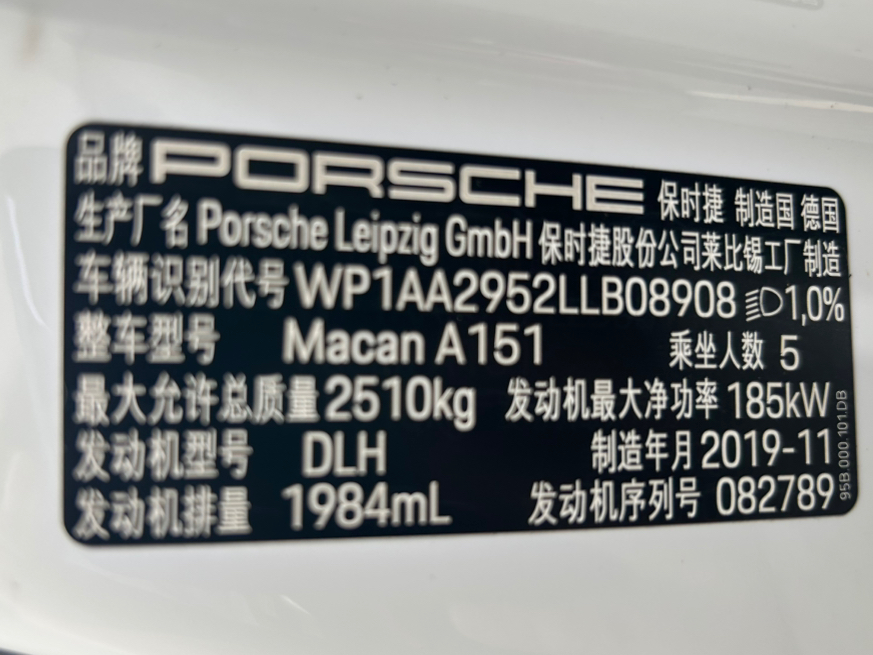 品牌 PORSCHE 保时捷 制造国 德国
生产厂名 Porsche Leipzig GmbH 保时捷股份公司莱比锡工厂制造
车辆识别代号 WP1AA2952LLB08908 1,0%
整车型号 Macan A151 乘坐人数 5
最大允许总质量 2510kg 发动机最大净功率 185kW
发动机型号 DLH 制造年月 2019-11
发动机排量 1984mL 发动机序列号 082789
95B.000.101.DB